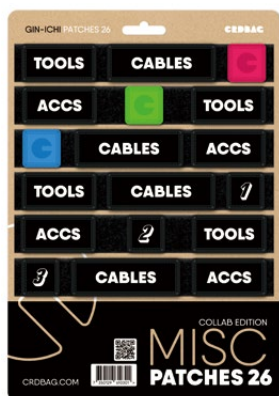 GIN-ICHI PATCHES 26 CRDBAG
TOOLS CABLES
ACCS TOOLS
CABLES ACCS
TOOLS CABLES 1
ACCS 2 TOOLS
3 CABLES ACCS
COLLAB EDITION
MISC
CRDBAG.COM PATCHES 26